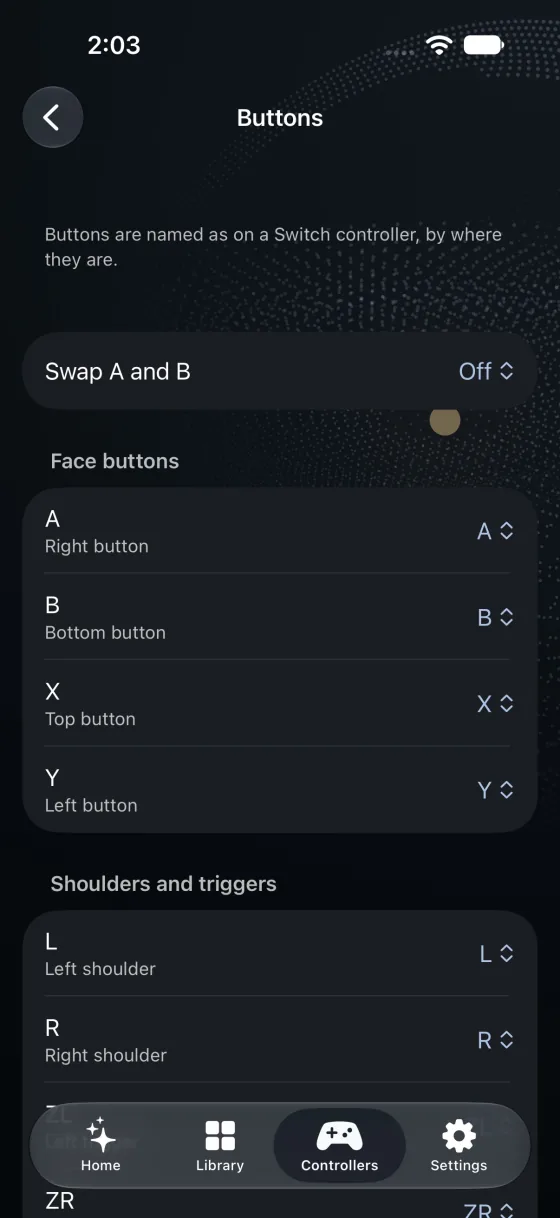 2:03
Buttons
Buttons are named as on a Switch controller, by where
they are.
Swap A and B
Off
Face buttons
A
Right button
A
B
Bottom button
B
X
Top button
X
Y
Left button
Y
Shoulders and triggers
L
Left shoulder
L
R
Right shoulder
R
ZL
Home
Library
Controllers
Settings
ZR
ZR